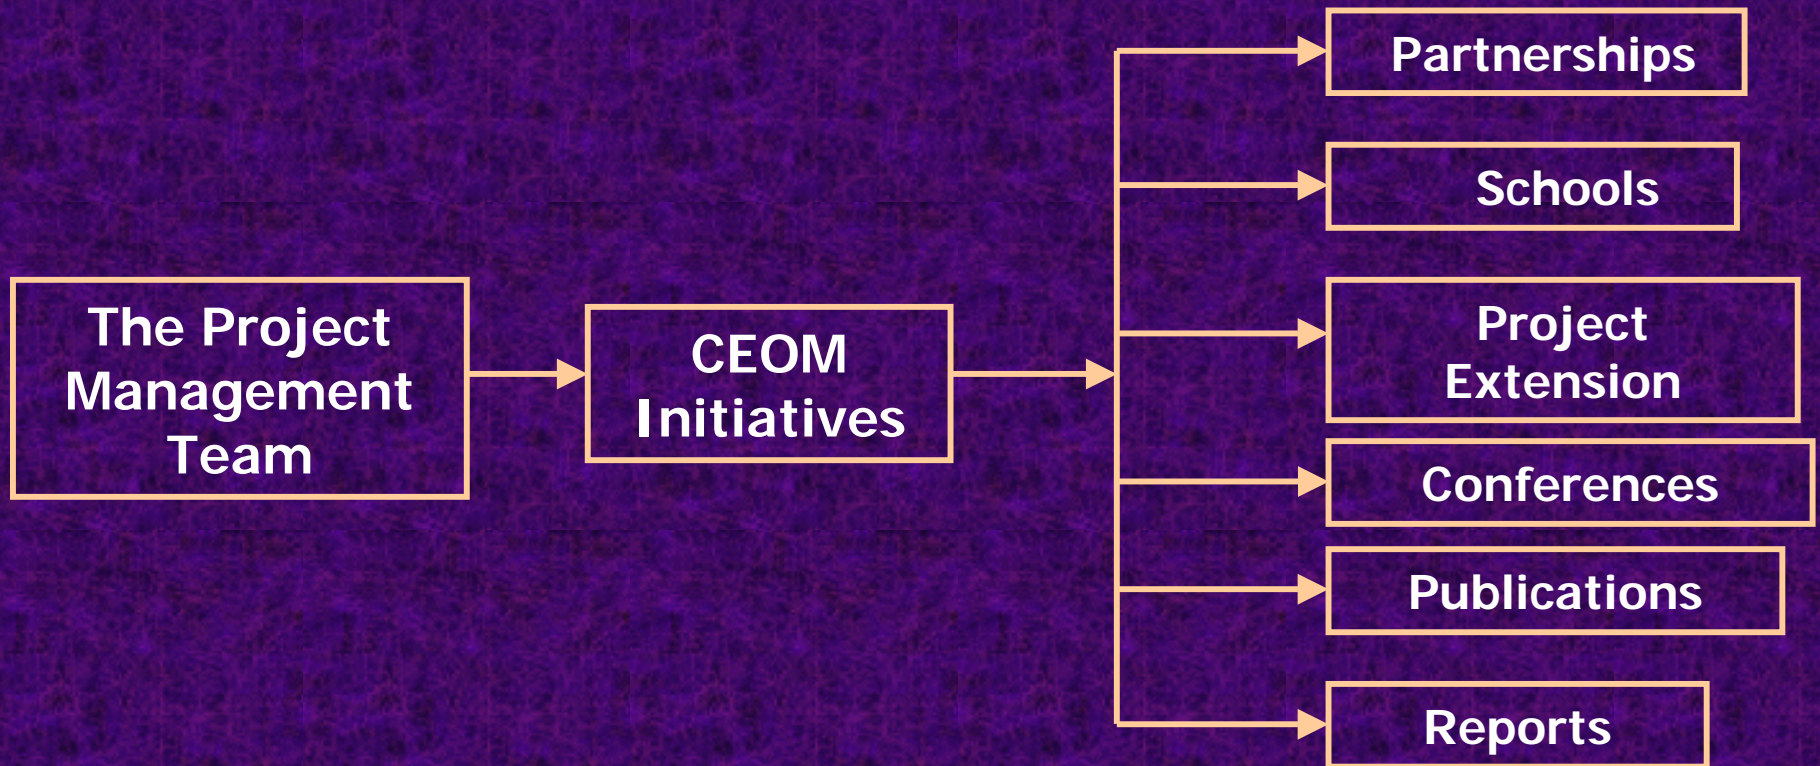 The Project
Management
Team
CEOM
Initiatives
Partnerships
Schools
Project
Extension
Conferences
Publications
Reports